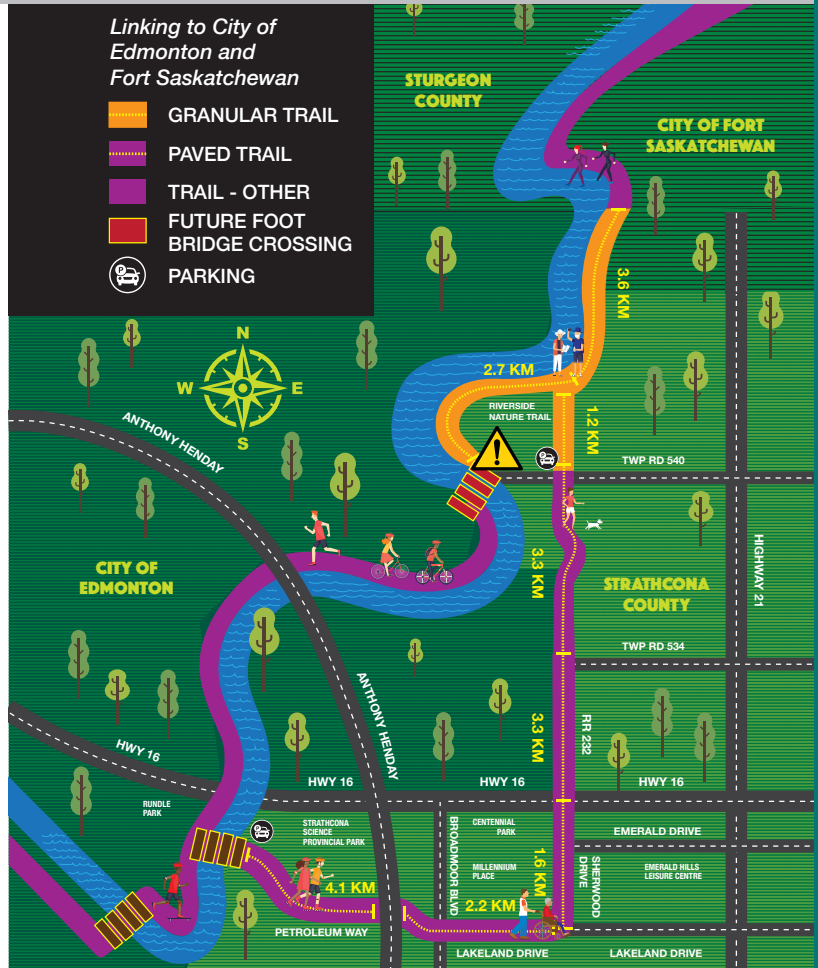 Linking to City of
Edmonton and
Fort Saskatchewan
GRANULAR TRAIL
PAVED TRAIL
TRAIL - OTHER
FUTURE FOOT
BRIDGE CROSSING
P
PARKING
STURGEON
COUNTY
CITY OF FORT
SASKATCHEWAN
3.6 KM
N
W
E
S
2.7 KM
RIVERSIDE
NATURE TRAIL
1.2 KM
ANTHONY HENDAY
!
P
TWP RD 540
CITY OF
EDMONTON
3.3 KM
HIGHWAY 21
STRATHCONA
COUNTY
TWP RD 534
ANTHONY HENDAY
3.3 KM
RR 232
HWY 16
HWY 16
HWY 16
HWY 16
RUNDLE
PARK
P
STRATHCONA
SCIENCE
PROVINCIAL PARK
BROADMOOR BLVD
CENTENNIAL
PARK
EMERALD DRIVE
MILLENNIUM
PLACE
1.6 KM
SHERWOOD
DRIVE
EMERALD HILLS
LEISURE CENTRE
4.1 KM
2.2 KM
PETROLEUM WAY
LAKELAND DRIVE
LAKELAND DRIVE